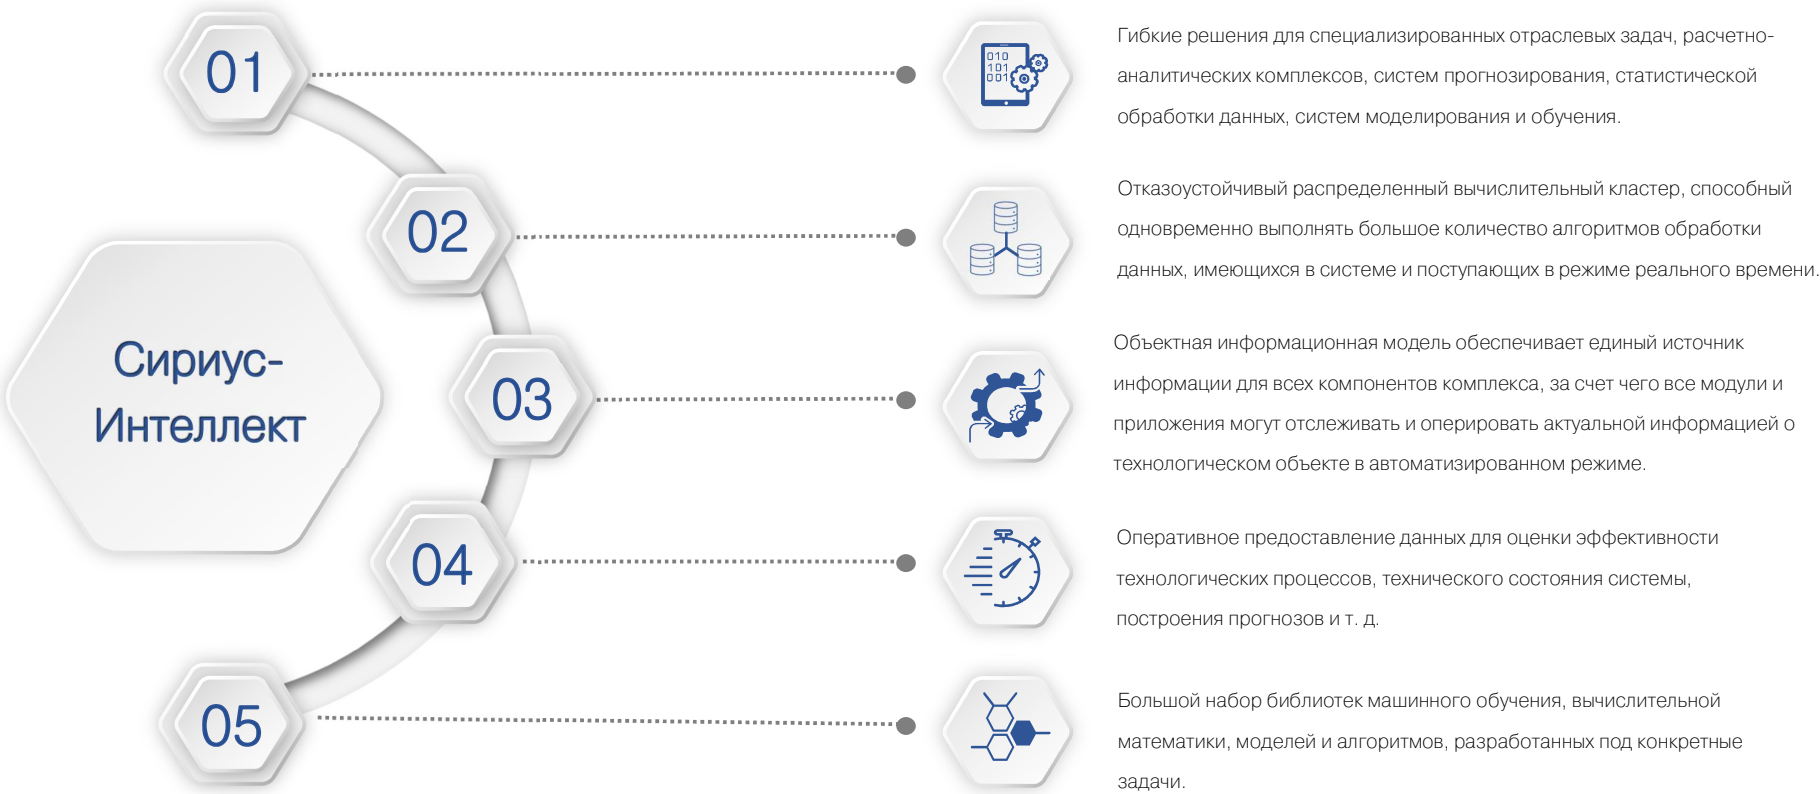 Сириус-
Интеллект
01
Гибкие решения для специализированных отраслевых задач, расчетно-
аналитических комплексов, систем прогнозирования, статистической
обработки данных, систем моделирования и обучения.
010
101
001
02
Отказоустойчивый распределенный вычислительный кластер, способный
одновременно выполнять большое количество алгоритмов обработки
данных, имеющихся в системе и поступающих в режиме реального времени.
03
Объектная информационная модель обеспечивает единый источник
информации для всех компонентов комплекса, за счет чего все модули и
приложения могут отслеживать и оперировать актуальной информацией о
технологическом объекте в автоматизированном режиме.
04
Оперативное предоставление данных для оценки эффективности
технологических процессов, технического состояния системы,
построения прогнозов и т. д.
05
Большой набор библиотек машинного обучения, вычислительной
математики, моделей и алгоритмов, разработанных под конкретные
задачи.